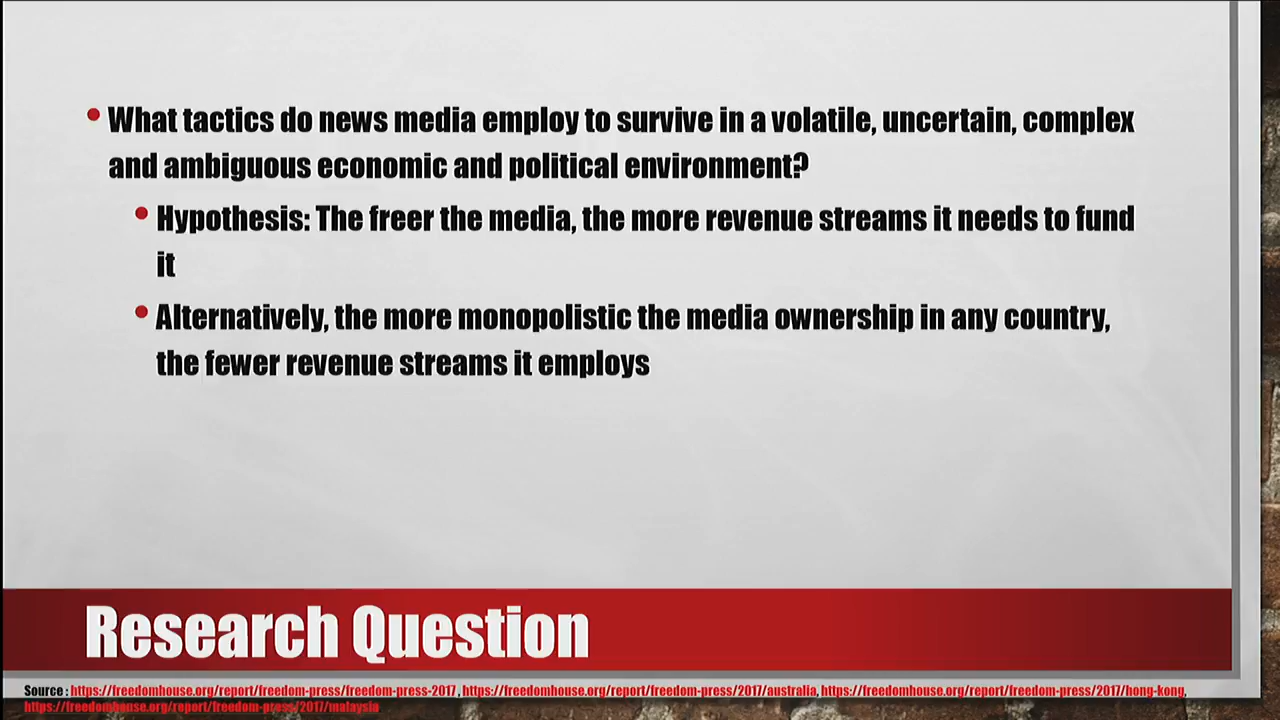 What tactics do news media employ to survive in a volatile, uncertain, complex
and ambiguous economic and political environment?
Hypothesis: The freer the media, the more revenue streams it needs to fund
it
Alternatively, the more monopolistic the media ownership in any country,
the fewer revenue streams it employs
Research Question
Source : https://freedomhouse.org/report/freedom-press/freedom-press-2017 , https://freedomhouse.org/report/freedom-press/2017/australia, https://freedomhouse.org/report/freedom-press/2017/hong-kong,
https://freedomhouse.org/report/freedom-press/2017/malaysia